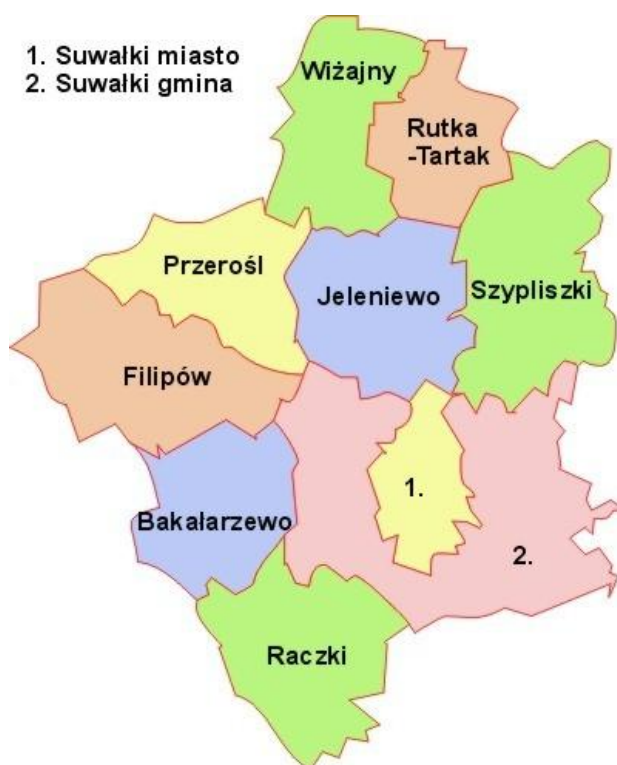 1. Suwałki miasto
2. Suwałki gmina
Wiżajny
Rutka
-Tartak
Przerośl
Jeleniewo
Szypliszki
Filipów
1.
Bakałarzewo
2.
Raczki